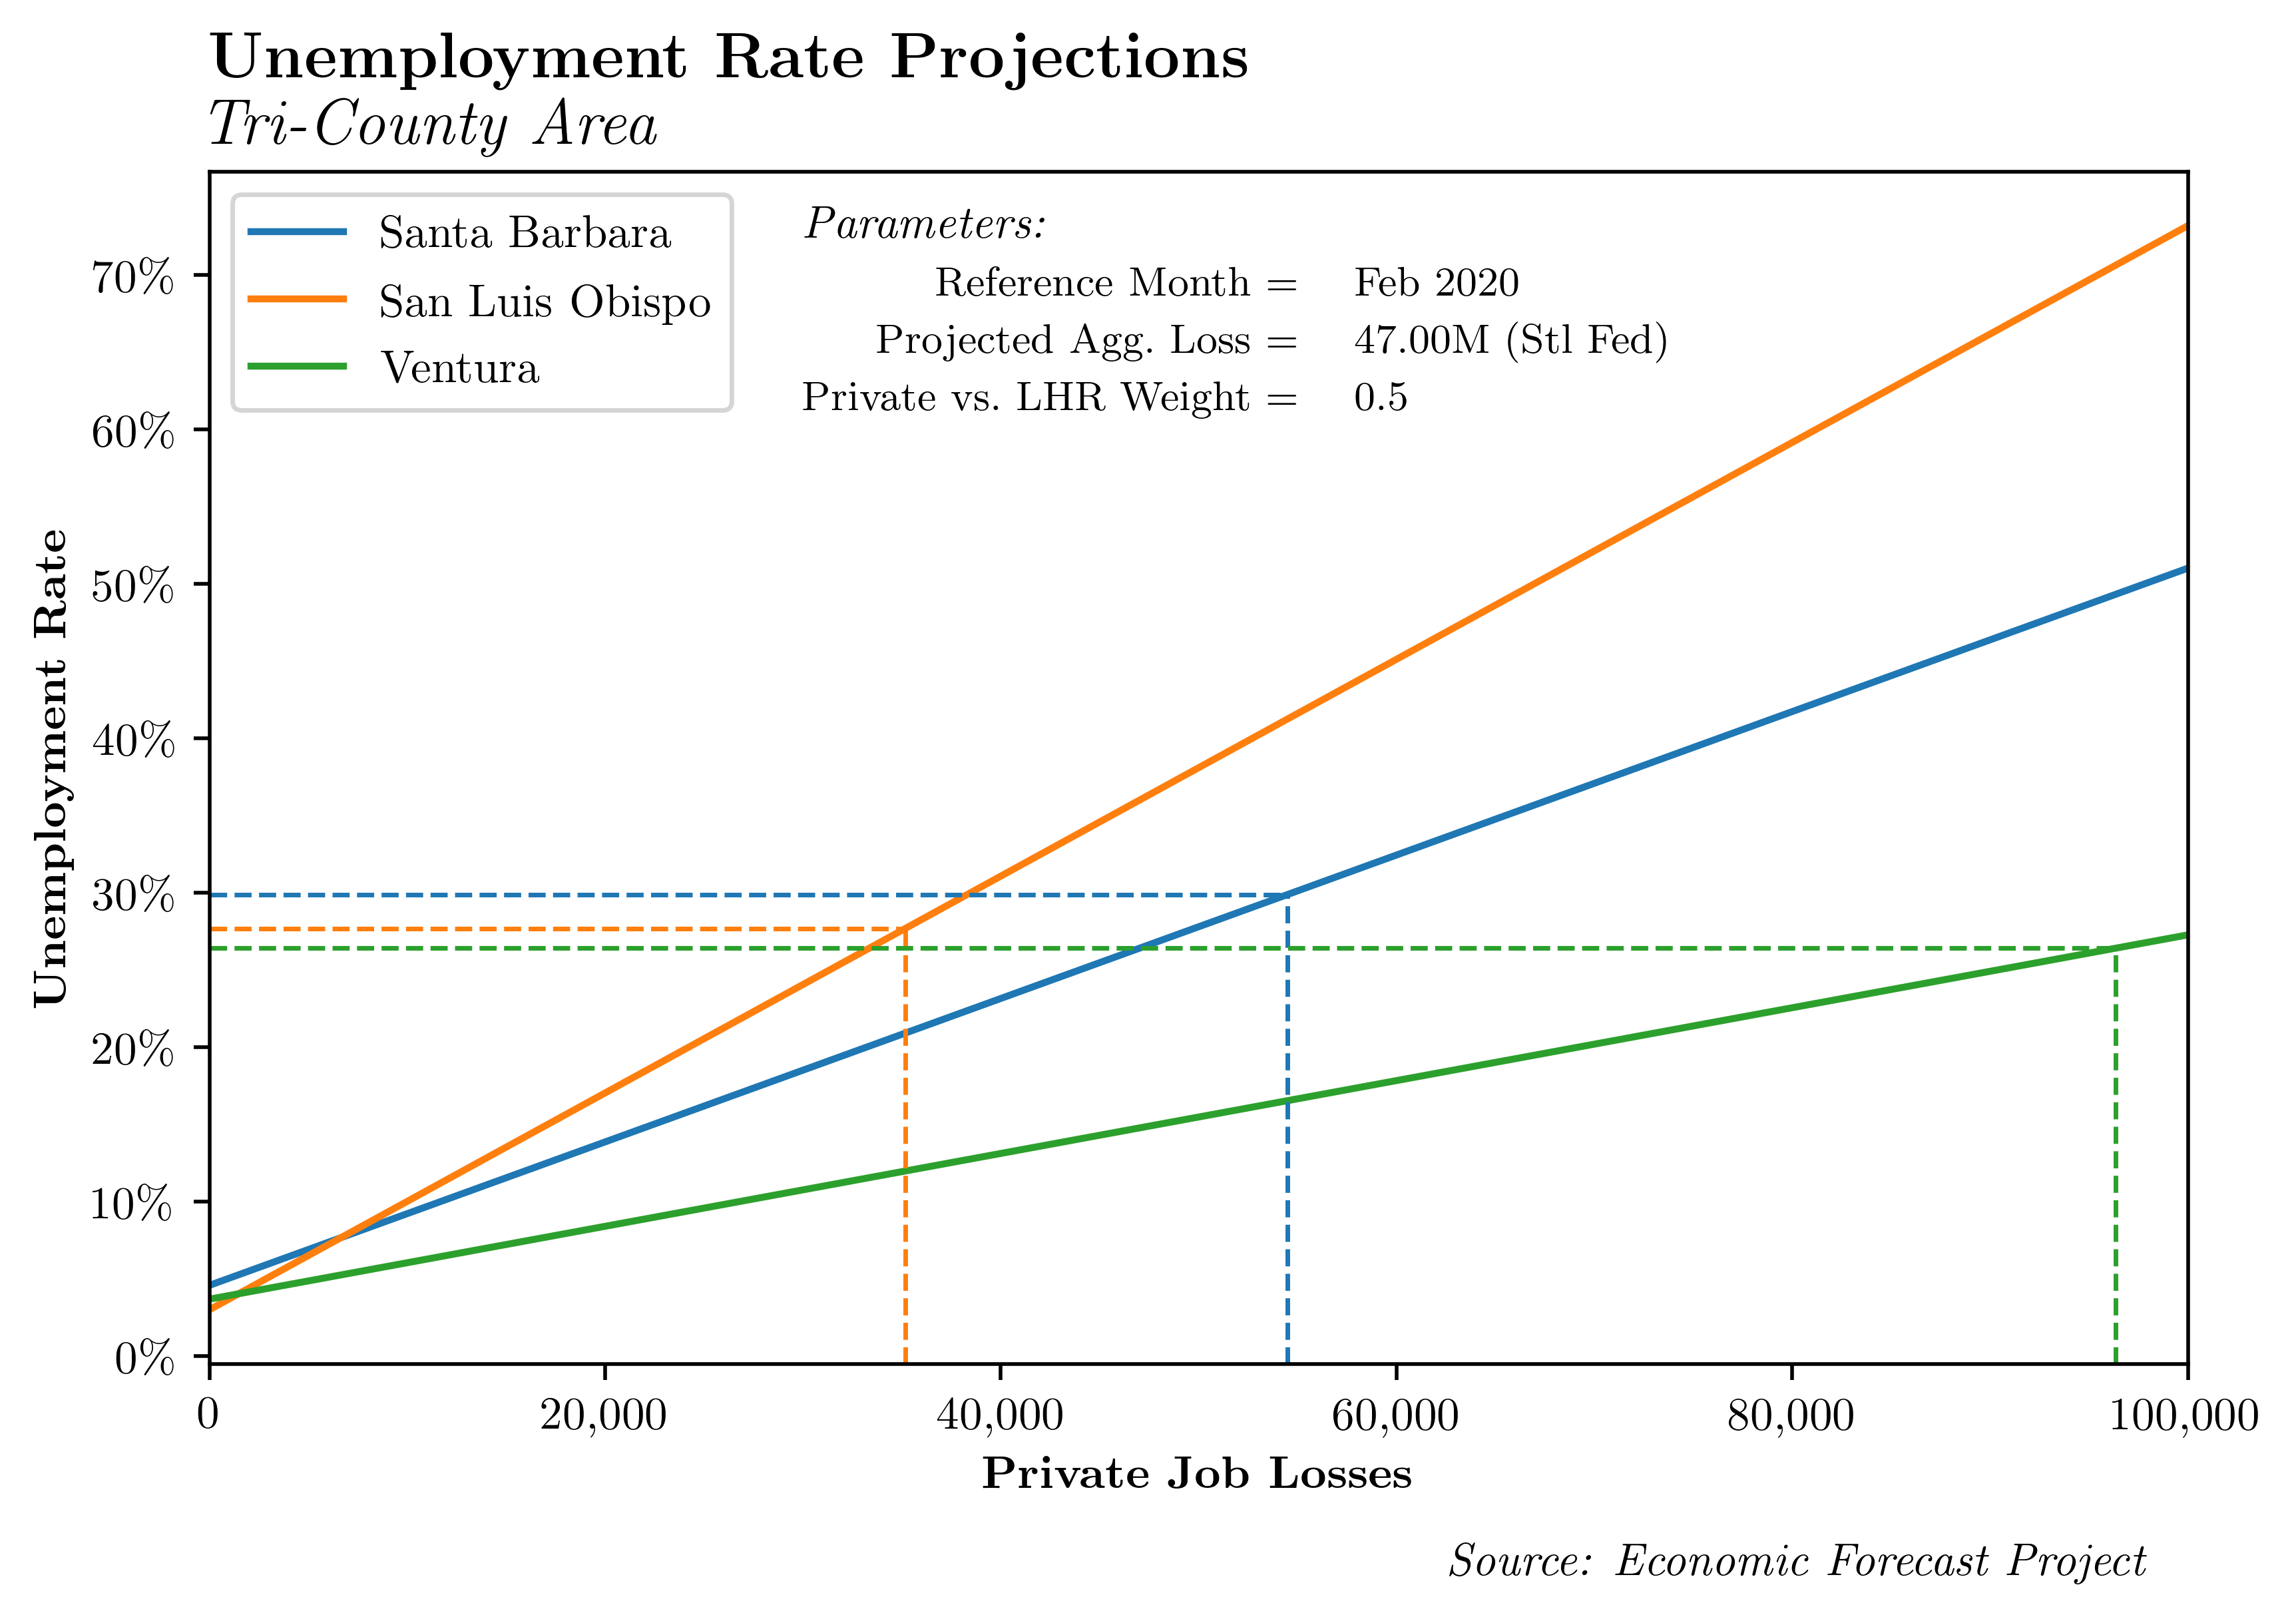 Unemployment Rate Projections
Tri-County Area
Santa Barbara
San Luis Obispo
Ventura
Parameters:
Reference Month = Feb 2020
Projected Agg. Loss = 47.00M (Stl Fed)
Private vs. LHR Weight = 0.5
70%
60%
50%
40%
30%
20%
10%
0%
Unemployment Rate
0 20,000 40,000 60,000 80,000 100,000
Private Job Losses
Source: Economic Forecast Project